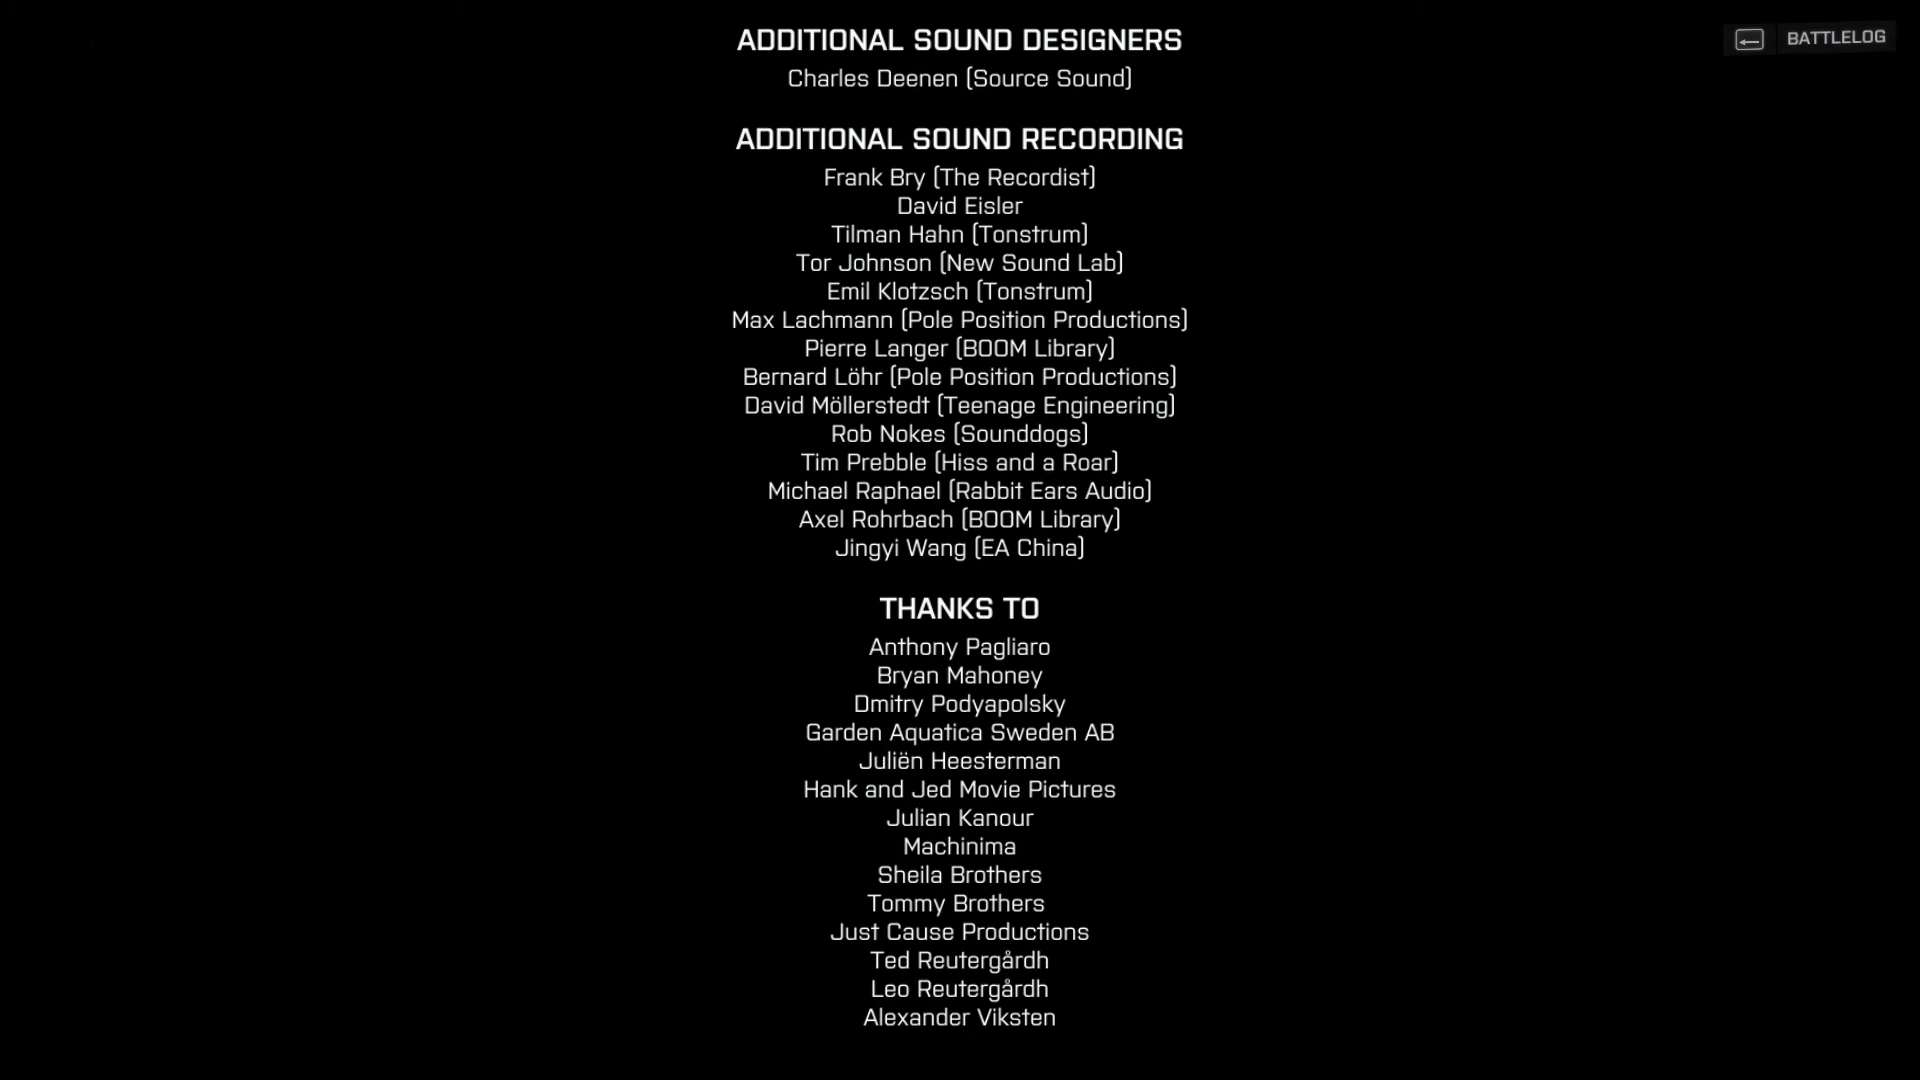 ADDITIONAL SOUND DESIGNERS
Charles Deenen (Source Sound)
ADDITIONAL SOUND RECORDING
Frank Bry (The Recordist)
David Eisler
Tilman Hahn (Tonstrum)
Tor Johnson (New Sound Lab)
Emil Klotzsch (Tonstrum)
Max Lachmann (Pole Position Productions)
Pierre Langer (BOOM Library)
Bernard Löhr (Pole Position Productions)
David Möllerstedt (Teenage Engineering)
Rob Nokes (Sounddogs)
Tim Prebble (Hiss and a Roar)
Michael Raphael (Rabbit Ears Audio)
Axel Rohrbach (BOOM Library)
Jingyi Wang (EA China)
THANKS TO
Anthony Pagliaro
Bryan Mahoney
Dmitry Podyapolsky
Garden Aquatica Sweden AB
Juliën Heesterman
Hank and Jed Movie Pictures
Julian Kanour
Machinima
Sheila Brothers
Tommy Brothers
Just Cause Productions
Ted Reutergårdh
Leo Reutergårdh
Alexander Viksten
BATTLELOG